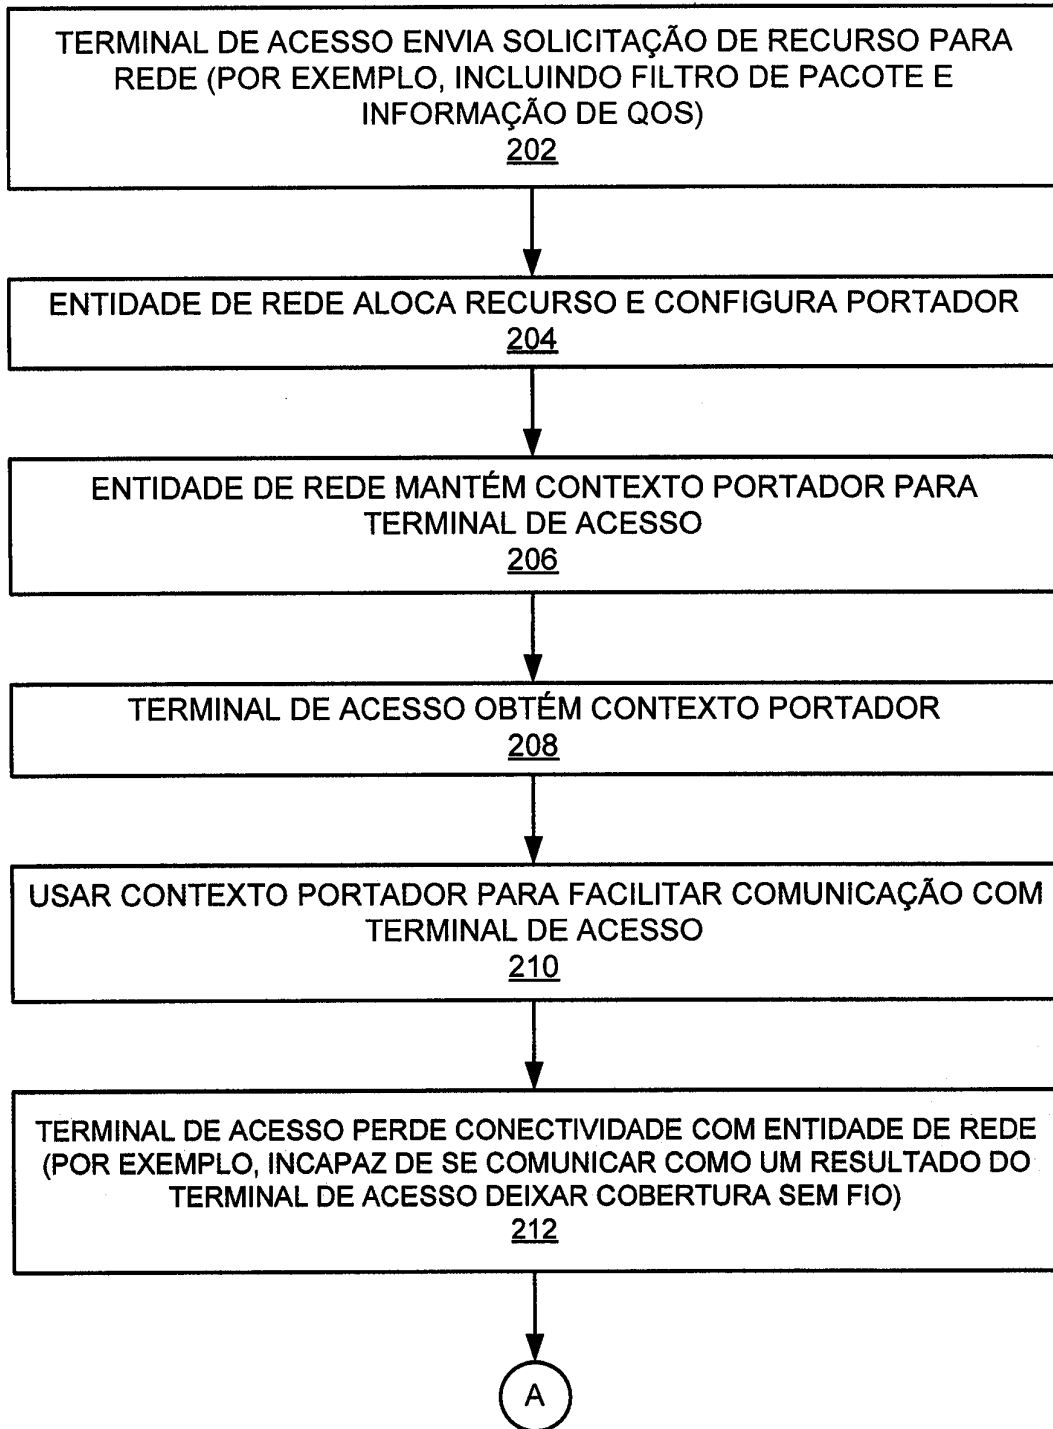 TERMINAL DE ACESSO ENVIA SOLICITAÇÃO DE RECURSO PARA
REDE (POR EXEMPLO, INCLUINDO FILTRO DE PACOTE E
INFORMAÇÃO DE QOS)
202
ENTIDADE DE REDE ALOCA RECURSO E CONFIGURA PORTADOR
204
ENTIDADE DE REDE MANTÉM CONTEXTO PORTADOR PARA
TERMINAL DE ACESSO
206
TERMINAL DE ACESSO OBTÉM CONTEXTO PORTADOR
208
USAR CONTEXTO PORTADOR PARA FACILITAR COMUNICAÇÃO COM
TERMINAL DE ACESSO
210
TERMINAL DE ACESSO PERDE CONECTIVIDADE COM ENTIDADE DE REDE
(POR EXEMPLO, INCAPAZ DE SE COMUNICAR COMO UM RESULTADO DO
TERMINAL DE ACESSO DEIXAR COBERTURA SEM FIO)
212
A